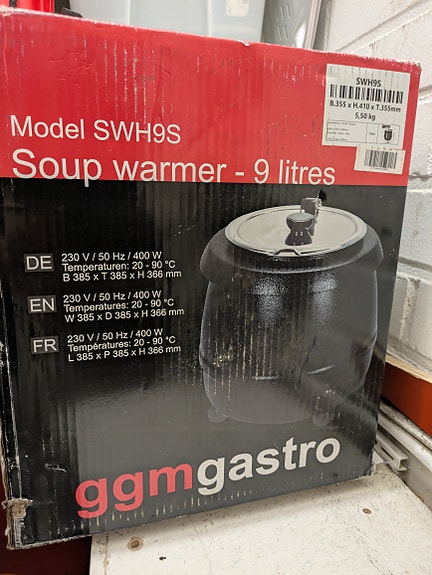 SWH9S
B.355 x H.410 x T.355mm
5,50 kg
Model SWH9S
Soup warmer - 9 litres
DE
230 V / 50 Hz / 400 W
Temperaturen: 20 - 90 °C
B 385 x T 385 x H 366 mm
EN
230 V / 50 Hz / 400 W
Temperatures: 20 - 90 °C
W 385 x D 385 x H 366 mm
FR
230 V / 50 Hz / 400 W
Températures: 20 - 90 °C
L 385 x P 385 x H 366 mm
ggmgastro